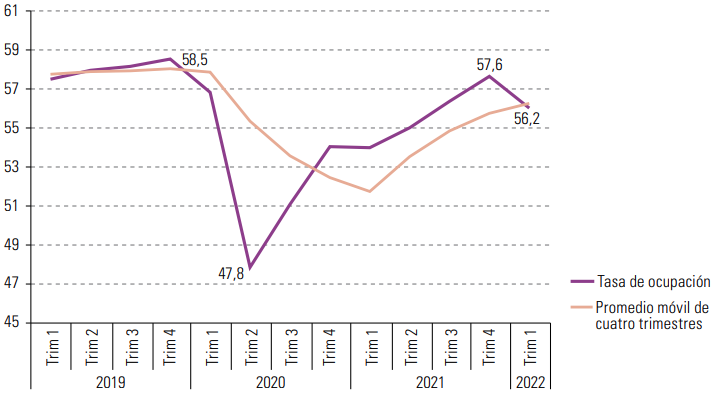 61
59
57
55
53
51
49
47
45
58,5
47,8
57,6
56,2
Trim 1
Trim 2
Trim 3
Trim 4
Trim 1
Trim 2
Trim 3
Trim 4
Trim 1
Trim 2
Trim 3
Trim 4
Trim 1
2019
2020
2021
2022
Tasa de ocupación
Promedio móvil de
cuatro trimestres